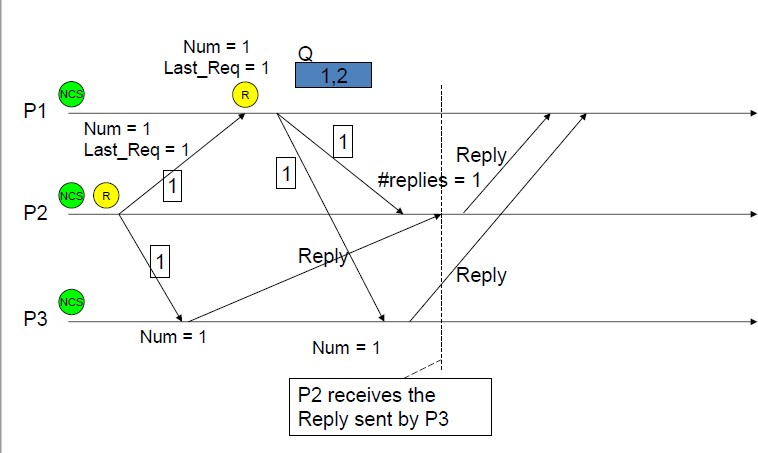 Num = 1
Last_Req = 1
Q
1,2
NCS
R
P1
Num = 1
Last_Req = 1
1
1
1
Reply
#replies = 1
NCS
R
P2
1
Reply
Reply
NCS
P3
Num = 1
Num = 1
P2 receives the
Reply sent by P3